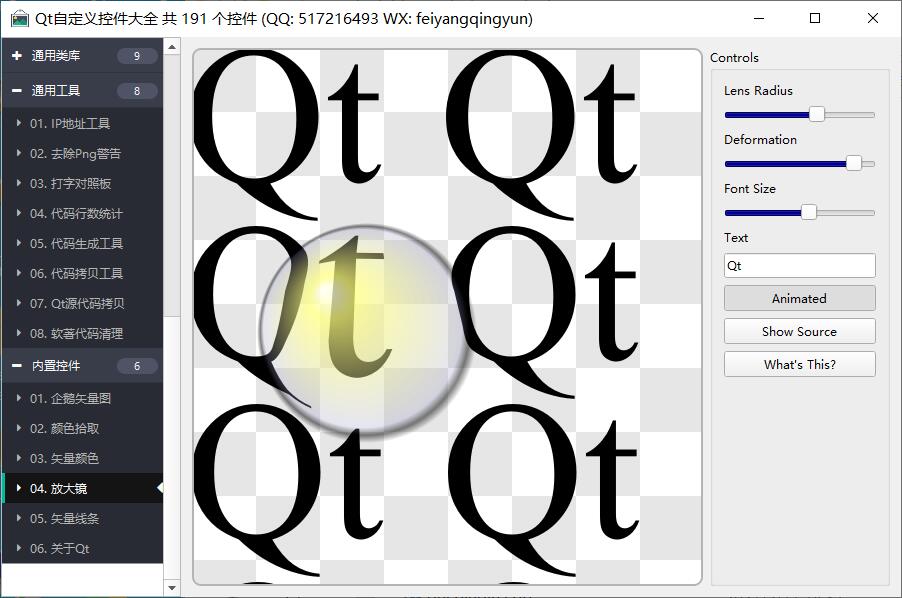 Qt自定义控件大全 共 191 个控件 (QQ: 517216493 WX: feiyangqingyun)
通用类库 9
通用工具 8
01. IP地址工具
02. 去除Png警告
03. 打字对照板
04. 代码行数统计
05. 代码生成工具
06. 代码拷贝工具
07. Qt源代码拷贝
08. 软著代码清理
内置控件 6
01. 企鹅矢量图
02. 颜色拾取
03. 矢量颜色
04. 放大镜
05. 矢量线条
06. 关于Qt
Qt Qt
Qt Qt
Qt Qt
Controls
Lens Radius
Deformation
Font Size
Text
Qt
Animated
Show Source
What's This?